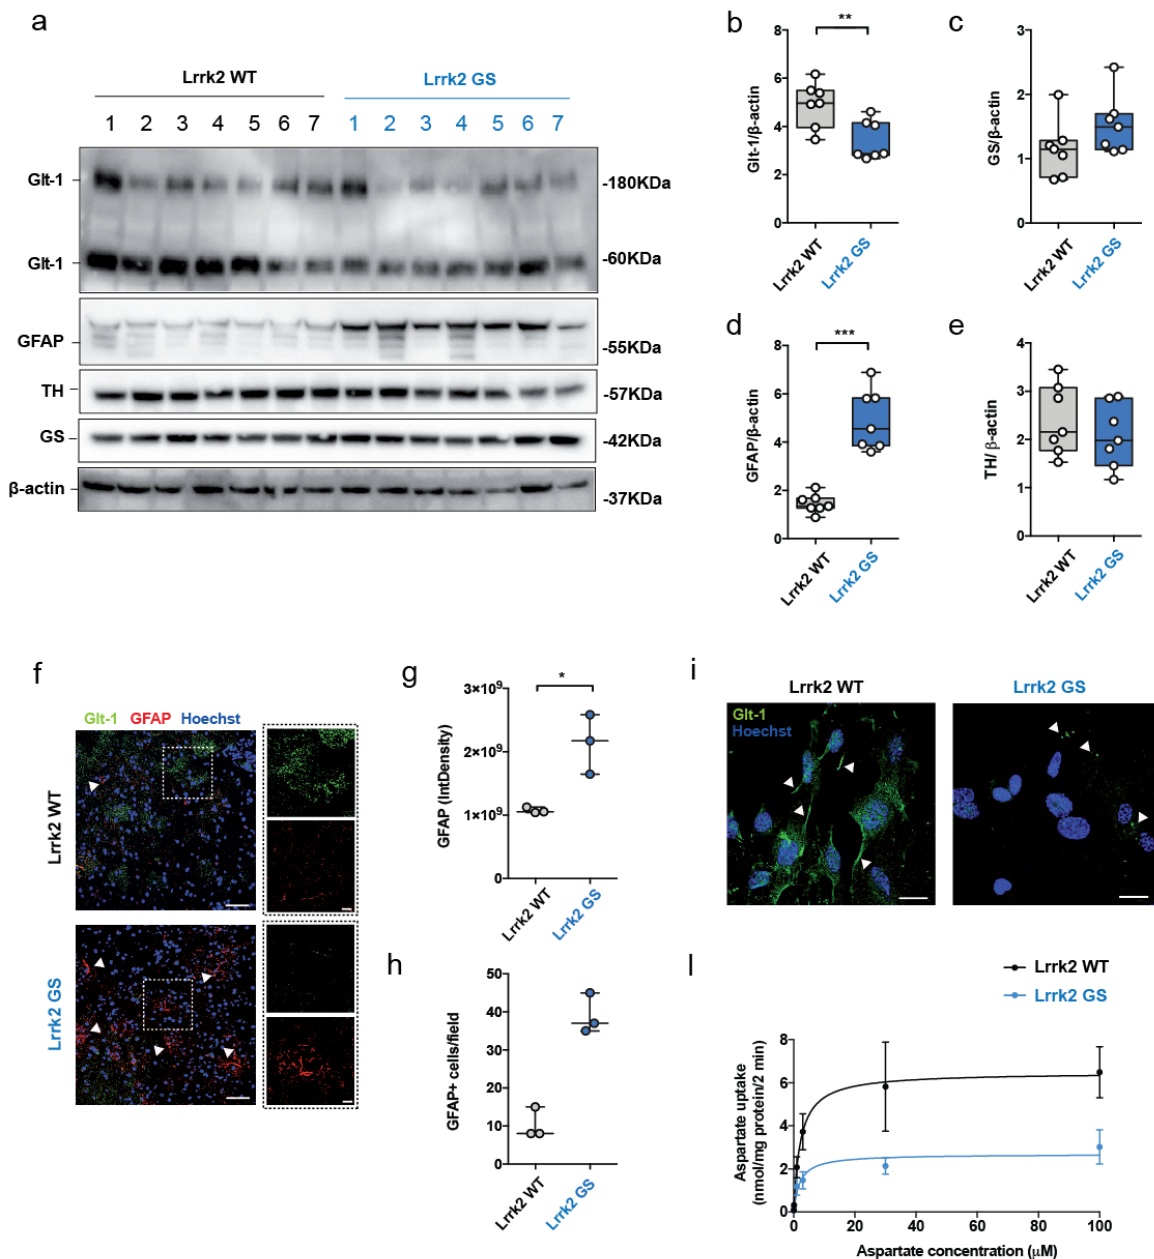 a
Lrrk2 WT
Lrrk2 GS
1 2 3 4 5 6 7 1 2 3 4 5 6 7
Glt-1
-180KDa
Glt-1
-60KDa
GFAP
-55KDa
TH
-57KDa
GS
-42KDa
β-actin
-37KDa
b
**
8
6
4
2
0
Glt-1/β-actin
Lrrk2 WT
Lrrk2 GS
c
3
2
1
0
GS/β-actin
Lrrk2 WT
Lrrk2 GS
d
***
8
6
4
2
0
GFAP/β-actin
Lrrk2 WT
Lrrk2 GS
e
4
3
2
1
0
TH/ β-actin
Lrrk2 WT
Lrrk2 GS
f
Glt-1 GFAP Hoechst
Lrrk2 WT
Lrrk2 GS
g
*
3×10⁹
2×10⁹
1×10⁹
0
GFAP (IntDensity)
Lrrk2 WT
Lrrk2 GS
h
50
40
30
20
10
0
GFAP+ cells/field
Lrrk2 WT
Lrrk2 GS
i
Lrrk2 WT
Lrrk2 GS
Glt-1
Hoechst
l
Lrrk2 WT
Lrrk2 GS
8
6
4
2
0
Aspartate uptake
(nmol/mg protein/2 min)
0 20 40 60 80 100
Aspartate concentration (μM)